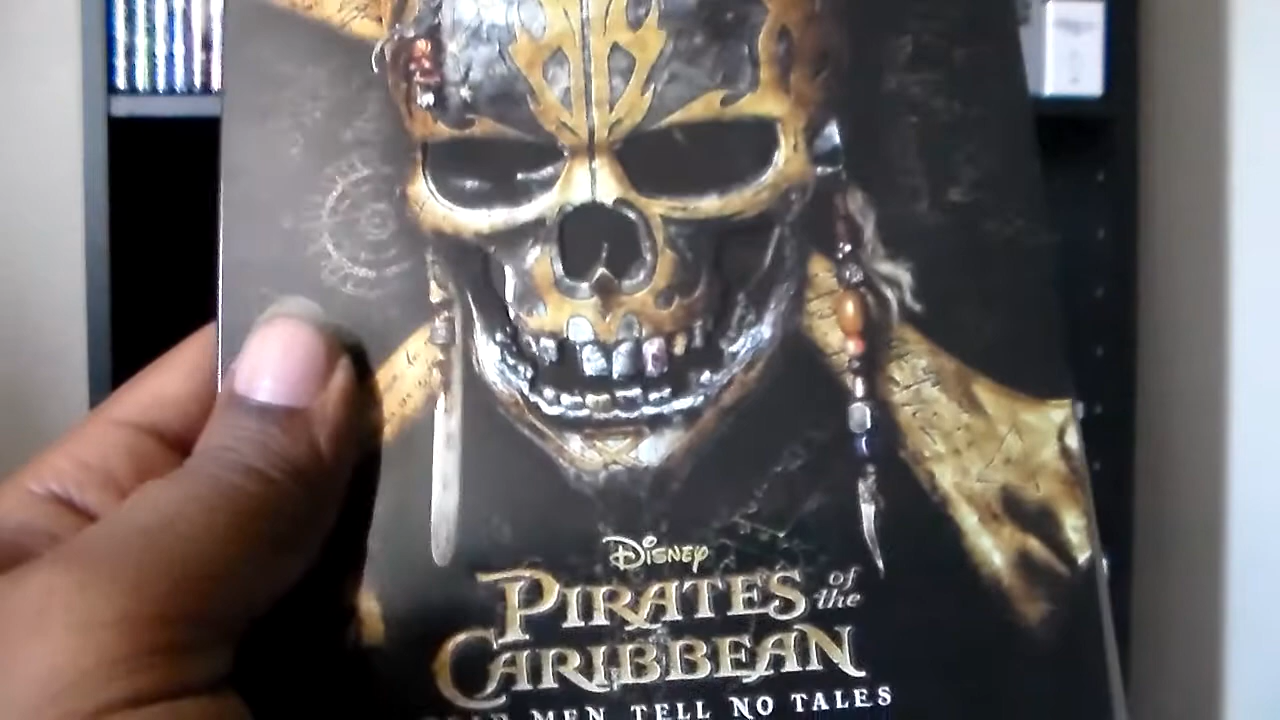 Disney
PIRATES of the
CARIBBEAN
MEN TELL NO TALES